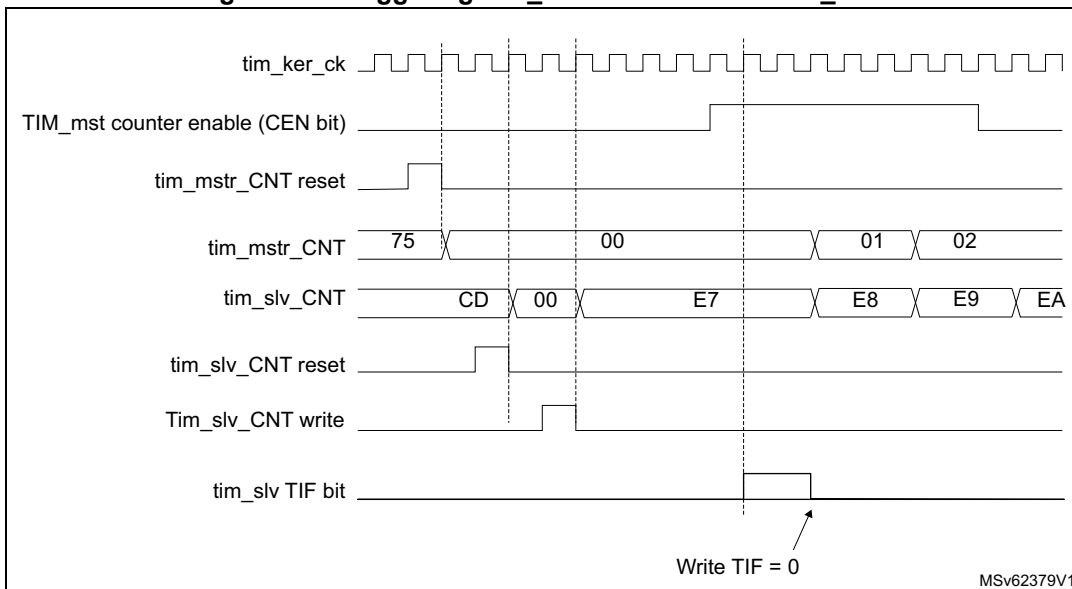 tim_ker_ck
TIM_mst counter enable (CEN bit)
tim_mstr_CNT reset
tim_mstr_CNT 75 00 01 02
tim_slv_CNT CD 00 E7 E8 E9 EA
tim_slv_CNT reset
Tim_slv_CNT write
tim_slv TIF bit
Write TIF = 0
MSv62379V1